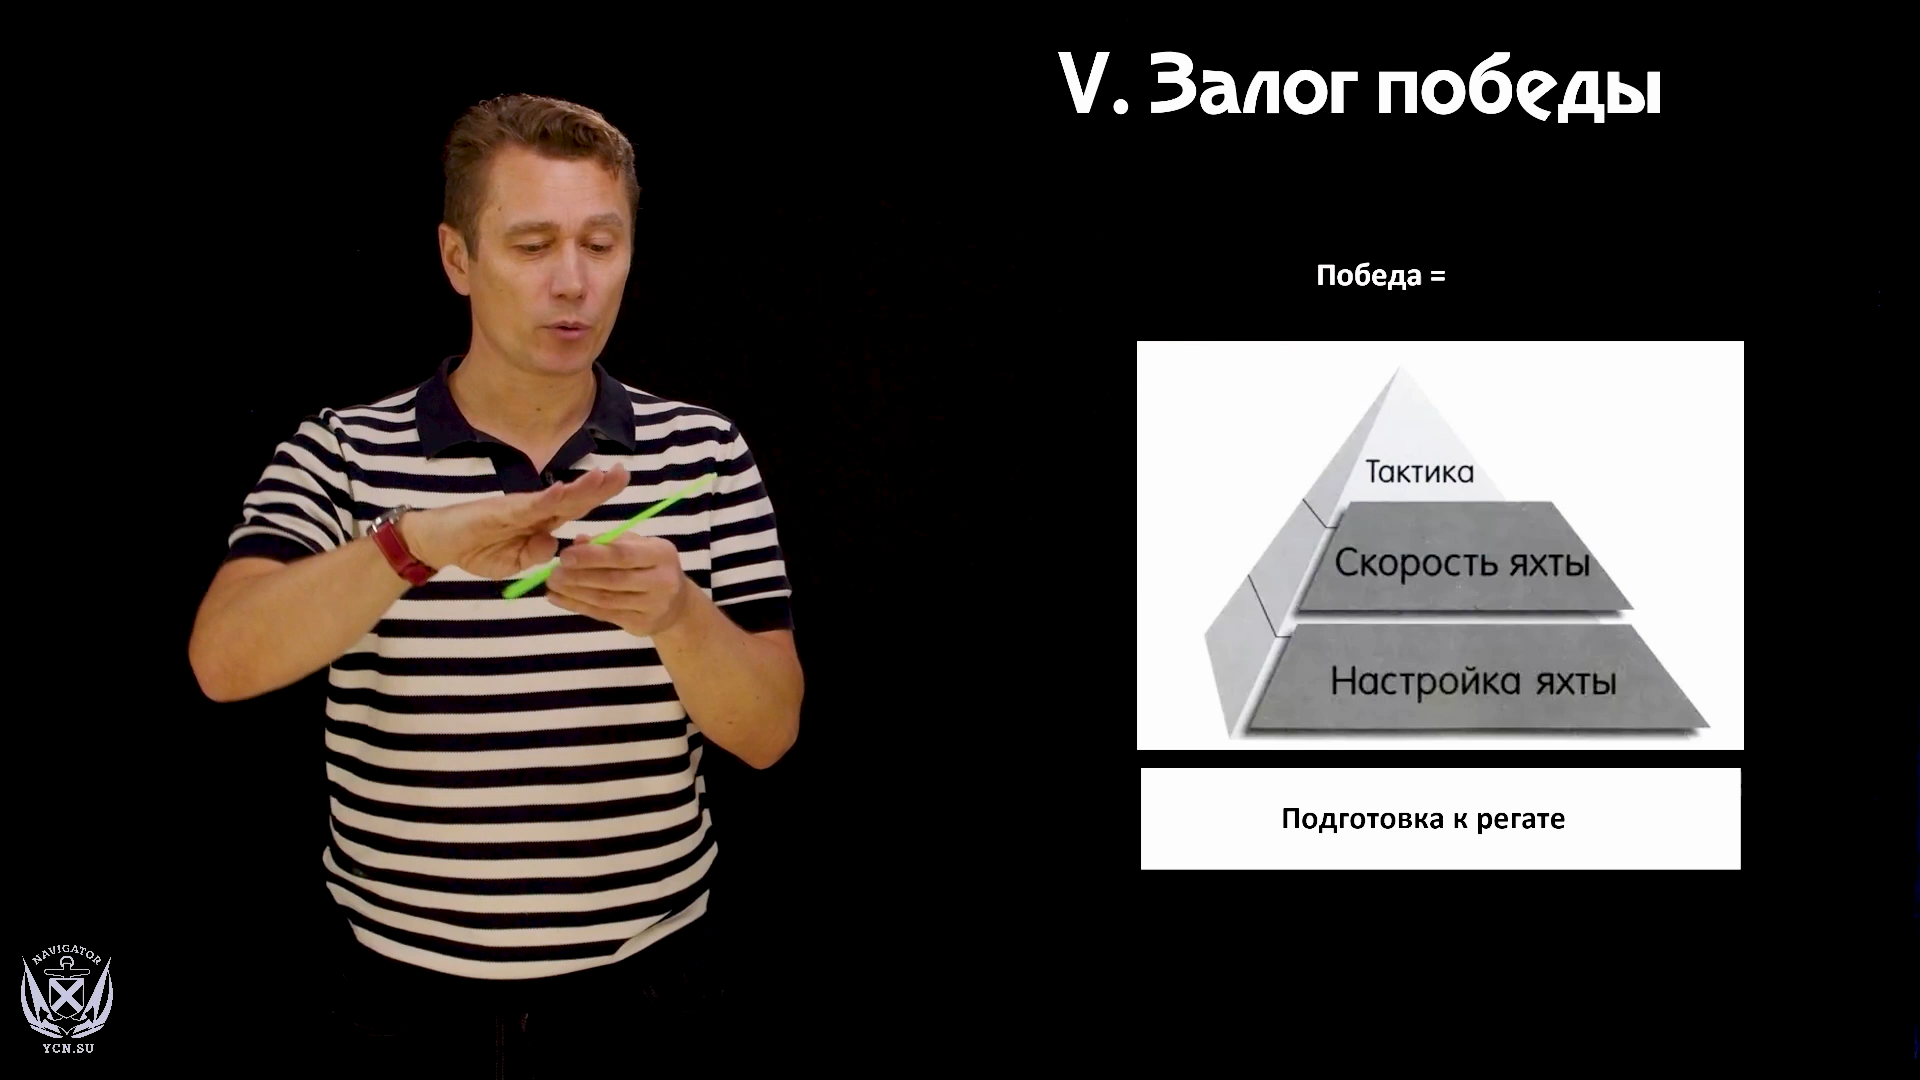 V. Залог победы
Победа =
Тактика
Скорость яхты
Настройка яхты
Подготовка к регате
NAVIGATOR
YCN.SU